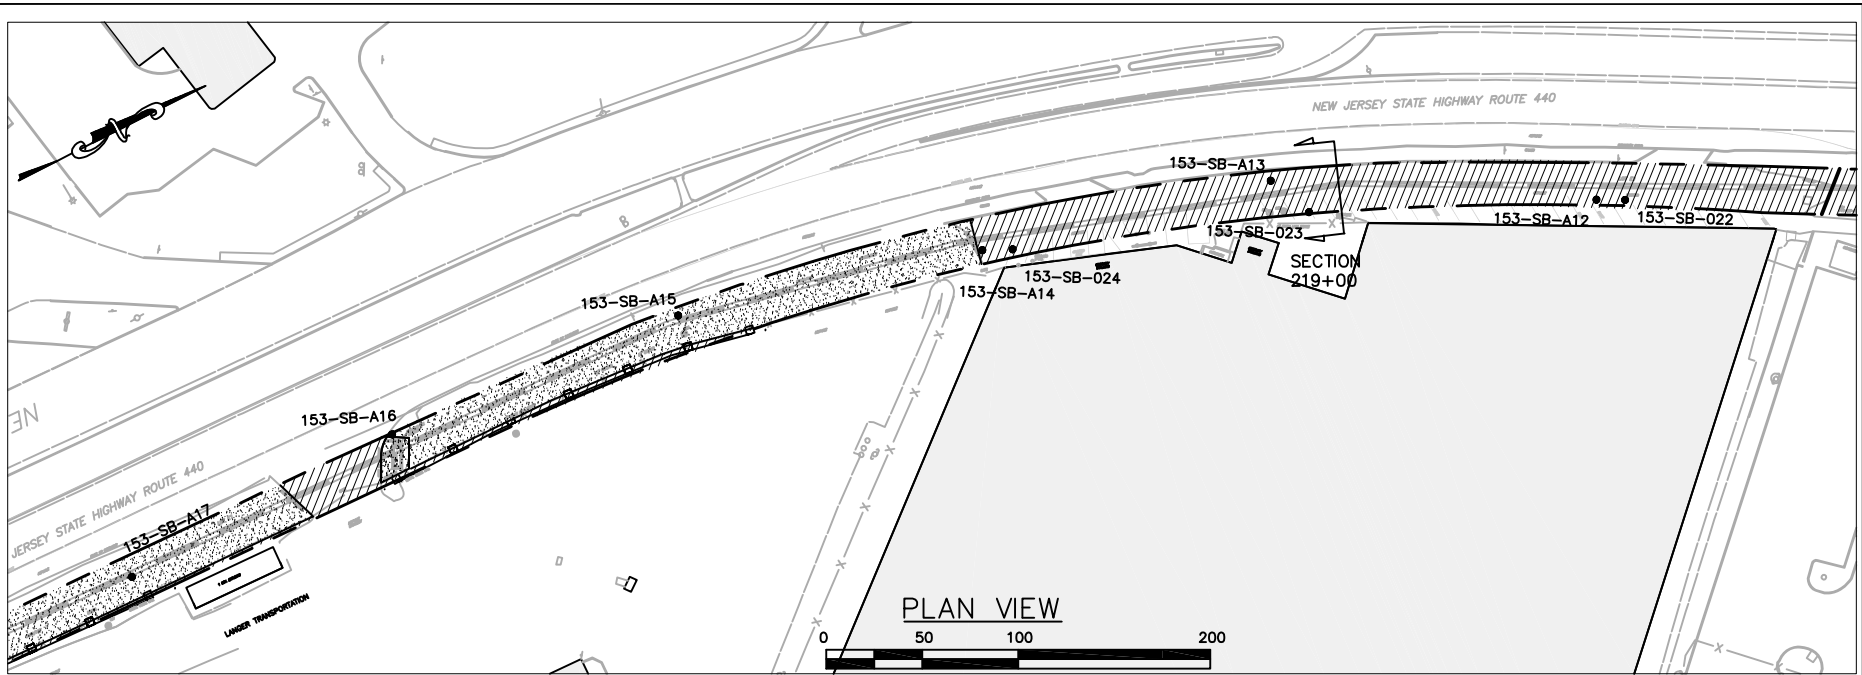 NEW JERSEY STATE HIGHWAY ROUTE 440
153-SB-A13
153-SB-A12
153-SB-022
153-SB-023
SECTION
219+00
153-SB-024
153-SB-A14
153-SB-A15
153-SB-A16
NE
JERSEY STATE HIGHWAY ROUTE 440
153-SB-A17
LANGER TRANSPORTATION
PLAN VIEW
0 50 100 200